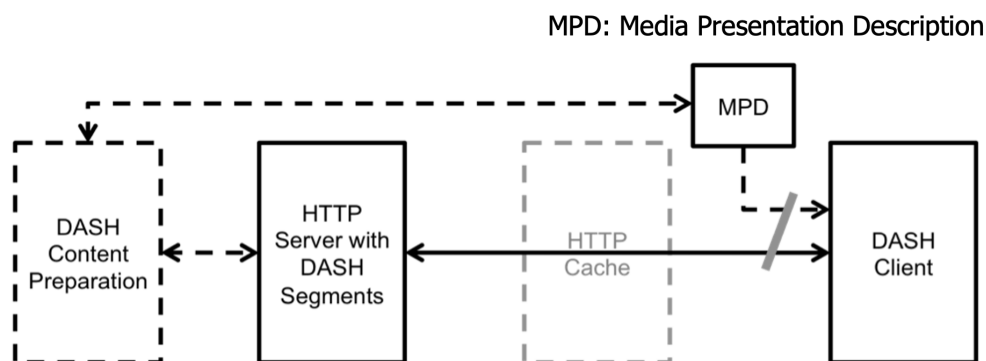 MPD: Media Presentation Description
MPD
DASH
Content
Preparation
HTTP
Server with
DASH
Segments
HTTP
Cache
DASH
Client